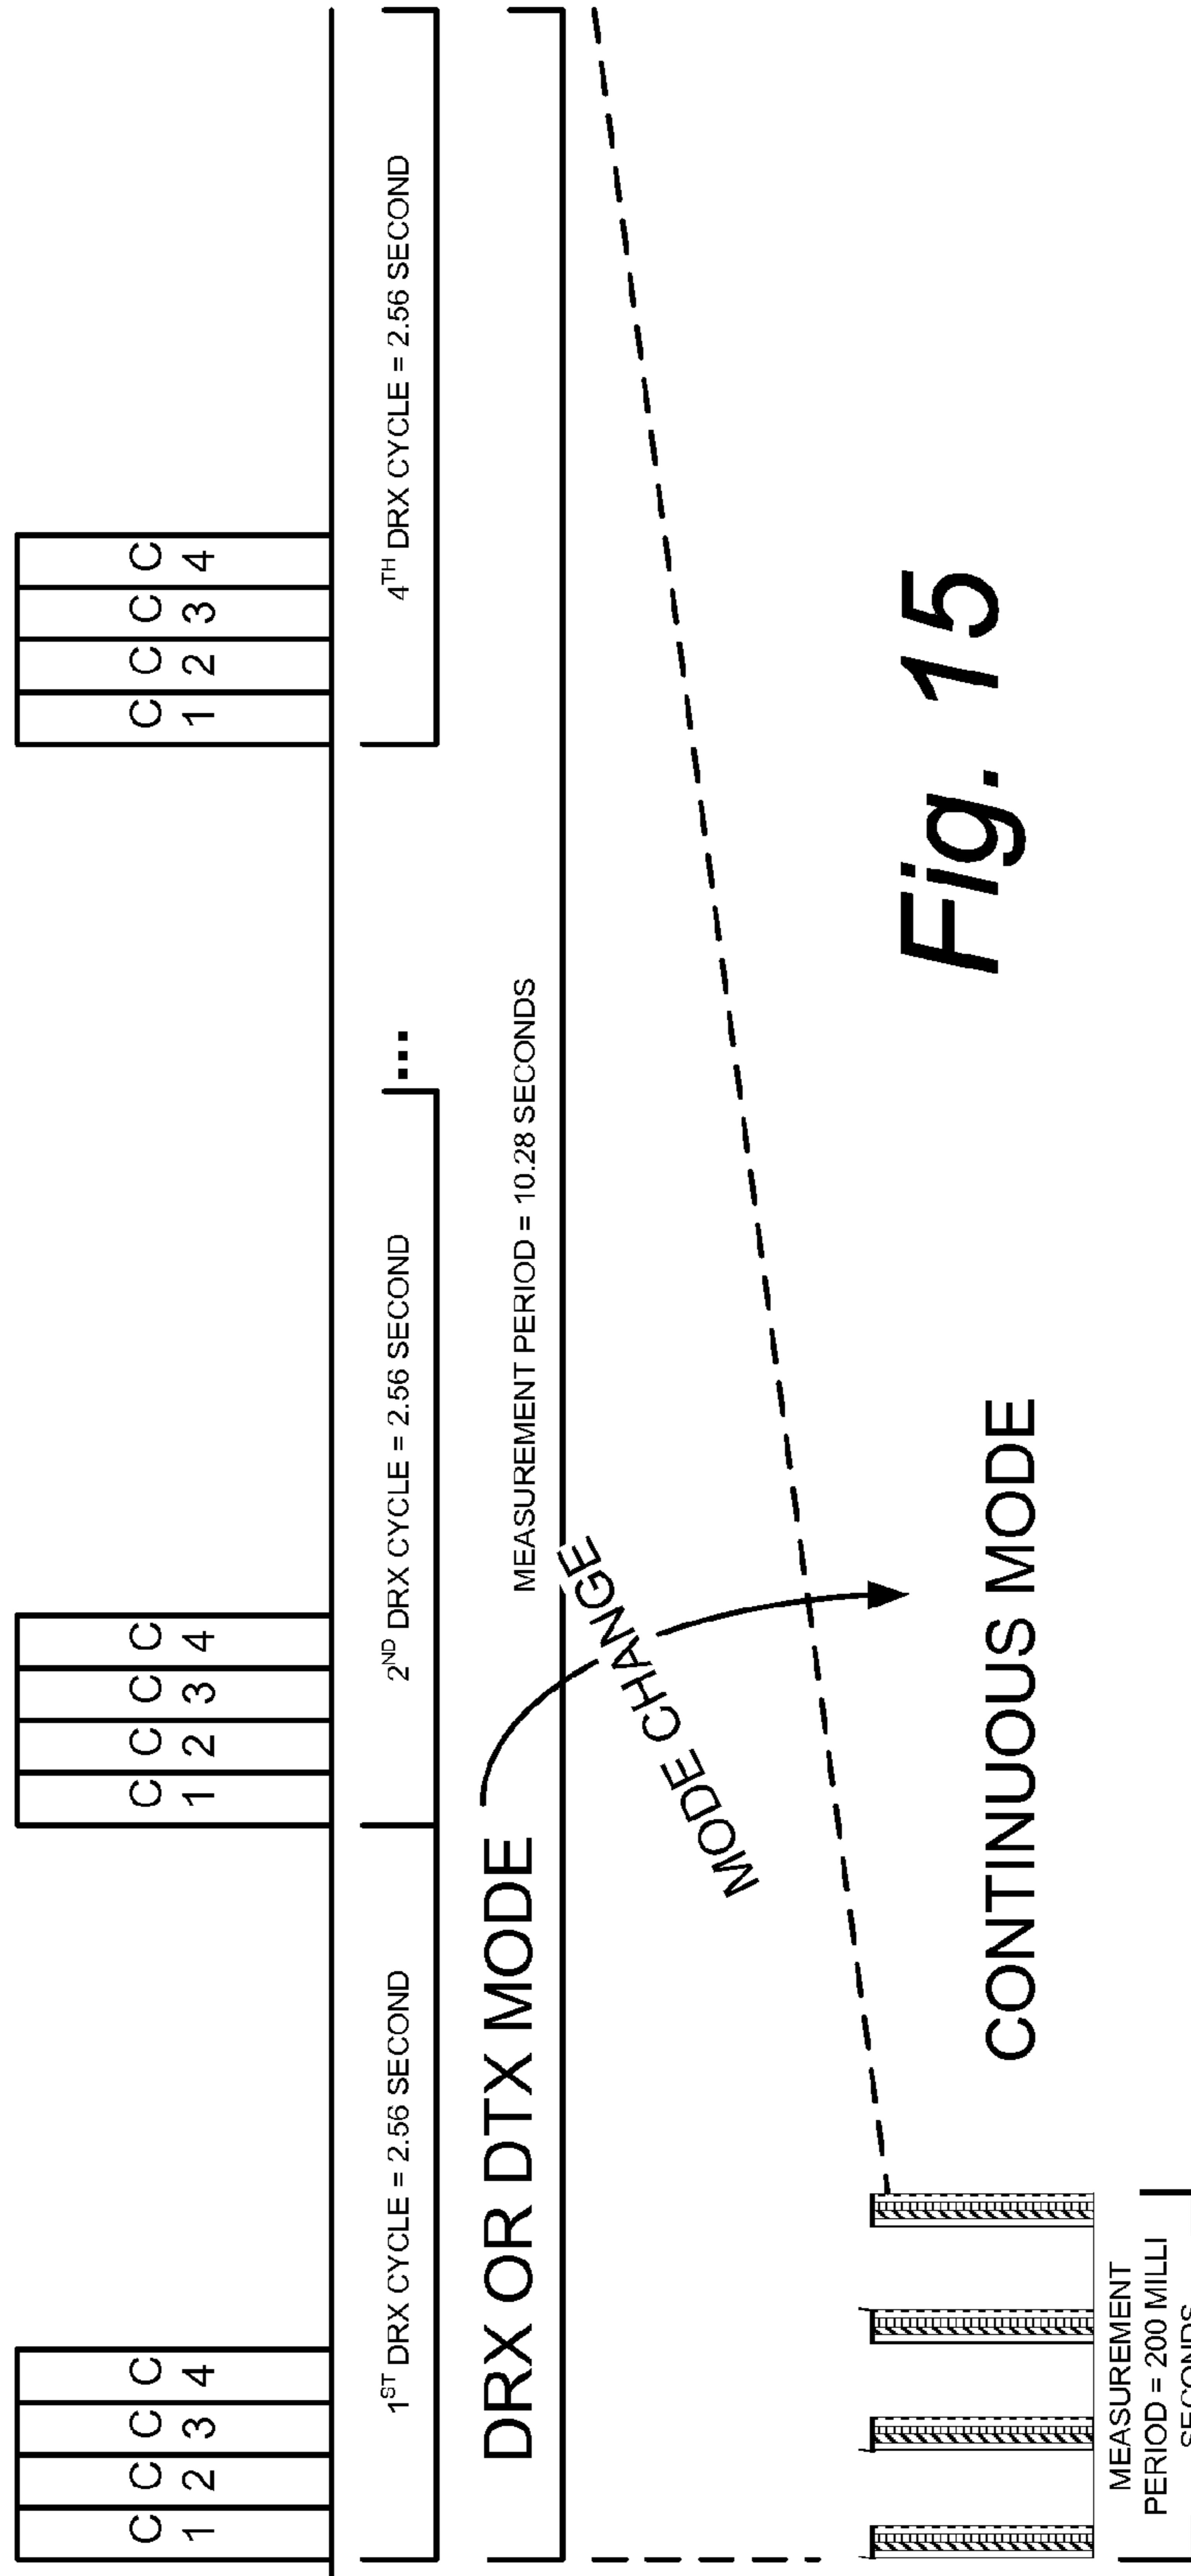 C C C C
1 2 3 4
C C C C
1 2 3 4
C C C C
1 2 3 4
1ST DRX CYCLE = 2.56 SECOND
2ND DRX CYCLE = 2.56 SECOND
...
4TH DRX CYCLE = 2.56 SECOND
DRX OR DTX MODE
MEASUREMENT PERIOD = 10.28 SECONDS
MODE CHANGE
CONTINUOUS MODE
Fig. 15
MEASUREMENT
PERIOD = 200 MILLI
SECONDS